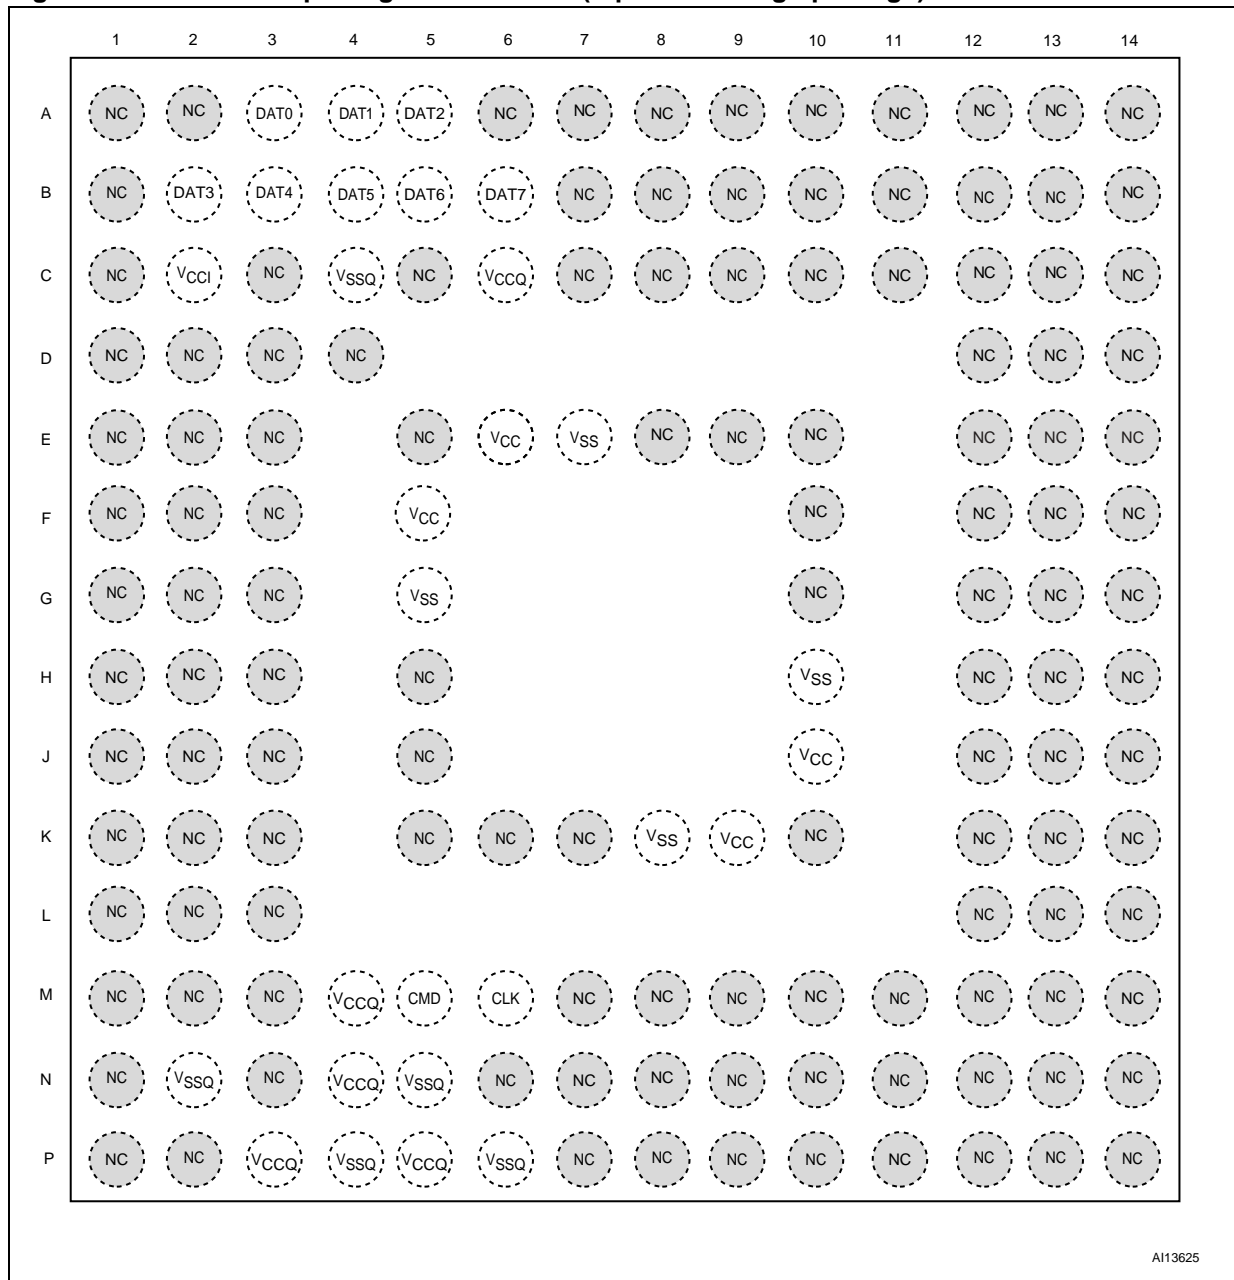 1 2 3 4 5 6 7 8 9 10 11 12 13 14
A NC NC DAT0 DAT1 DAT2 NC NC NC NC NC NC NC NC NC
B NC DAT3 DAT4 DAT5 DAT6 DAT7 NC NC NC NC NC NC NC NC
C NC VCCI NC VSSQ NC VCCQ NC NC NC NC NC NC NC NC
D NC NC NC NC NC NC NC
E NC NC NC NC VCC VSS NC NC NC NC NC NC
F NC NC NC VCC NC NC NC NC
G NC NC NC VSS NC NC NC NC
H NC NC NC NC VSS NC NC NC
J NC NC NC NC VCC NC NC NC
K NC NC NC NC NC NC VSS VCC NC NC NC NC
L NC NC NC NC NC NC
M NC NC NC VCCQ CMD CLK NC NC NC NC NC NC NC NC
N NC VSSQ NC VCCQ VSSQ NC NC NC NC NC NC NC NC NC
P NC NC VCCQ VSSQ VCCQ VSSQ NC NC NC NC NC NC NC NC
AI13625